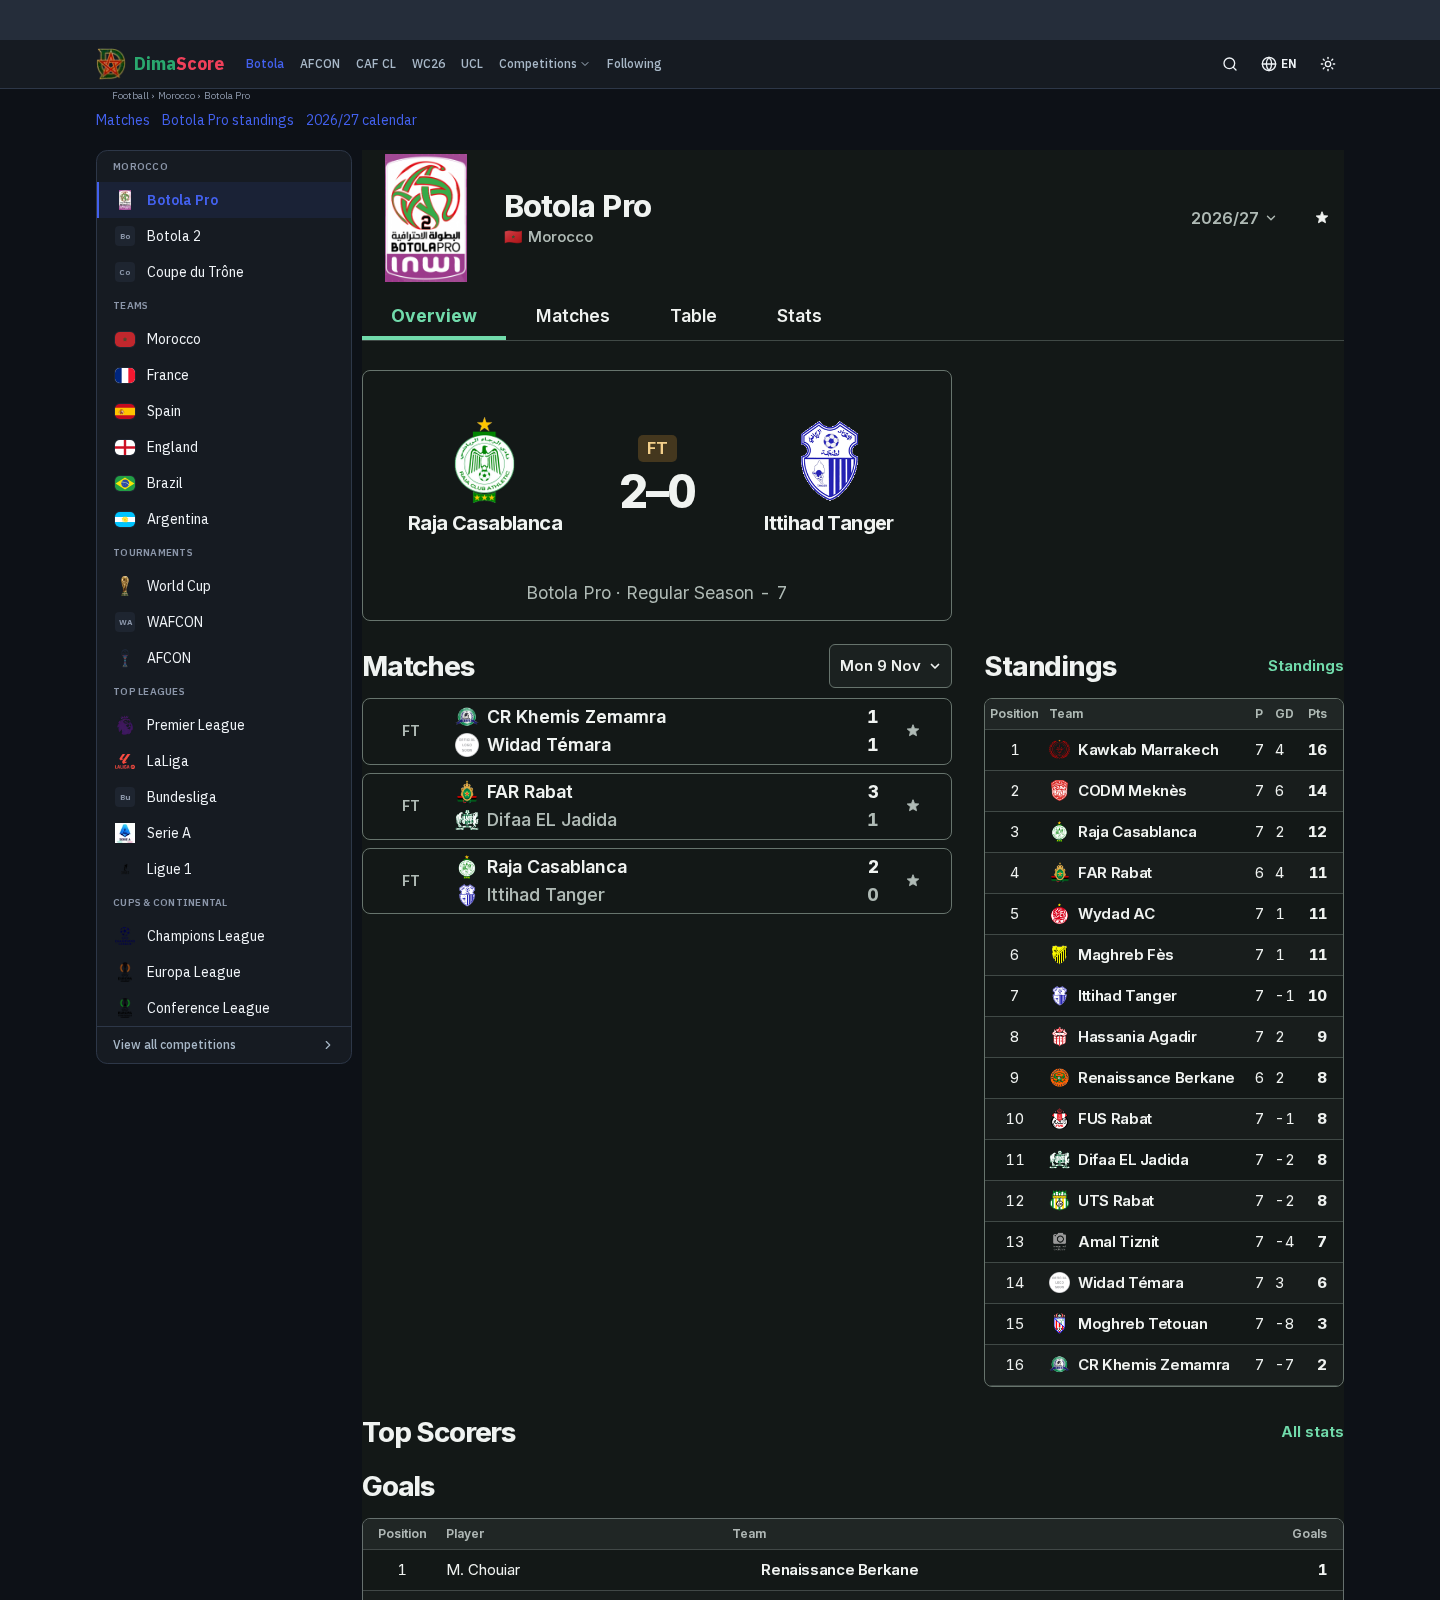 DimaScore Botola AFCON CAF CL WC26 UCL Competitions Following EN
Football › Morocco › Botola Pro
Matches Botola Pro standings 2026/27 calendar
MOROCCO
Botola Pro
Bo Botola 2
Co Coupe du Trône
TEAMS
Morocco
France
Spain
England
Brazil
Argentina
TOURNAMENTS
World Cup
WA WAFCON
AFCON
TOP LEAGUES
Premier League
LaLiga
Bu Bundesliga
Serie A
Ligue 1
CUPS & CONTINENTAL
Champions League
Europa League
Conference League
View all competitions
2
البطولة الاحترافية
BOTOLAPRO
inwi
Botola Pro
Morocco
2026/27
Overview Matches Table Stats
FT
2–0
Raja Casablanca Ittihad Tanger
Botola Pro · Regular Season - 7
Matches Mon 9 Nov
FT CR Khemis Zemamra 1
Widad Témara 1
FT FAR Rabat 3
Difaa EL Jadida 1
FT Raja Casablanca 2
Ittihad Tanger 0
Standings Standings
Position Team P GD Pts
1 Kawkab Marrakech 7 4 16
2 CODM Meknès 7 6 14
3 Raja Casablanca 7 2 12
4 FAR Rabat 6 4 11
5 Wydad AC 7 1 11
6 Maghreb Fès 7 1 11
7 Ittihad Tanger 7 -1 10
8 Hassania Agadir 7 2 9
9 Renaissance Berkane 6 2 8
10 FUS Rabat 7 -1 8
11 Difaa EL Jadida 7 -2 8
12 UTS Rabat 7 -2 8
13 Amal Tiznit 7 -4 7
14 Widad Témara 7 3 6
15 Moghreb Tetouan 7 -8 3
16 CR Khemis Zemamra 7 -7 2
Top Scorers All stats
Goals
Position Player Team Goals
1 M. Chouiar Renaissance Berkane 1